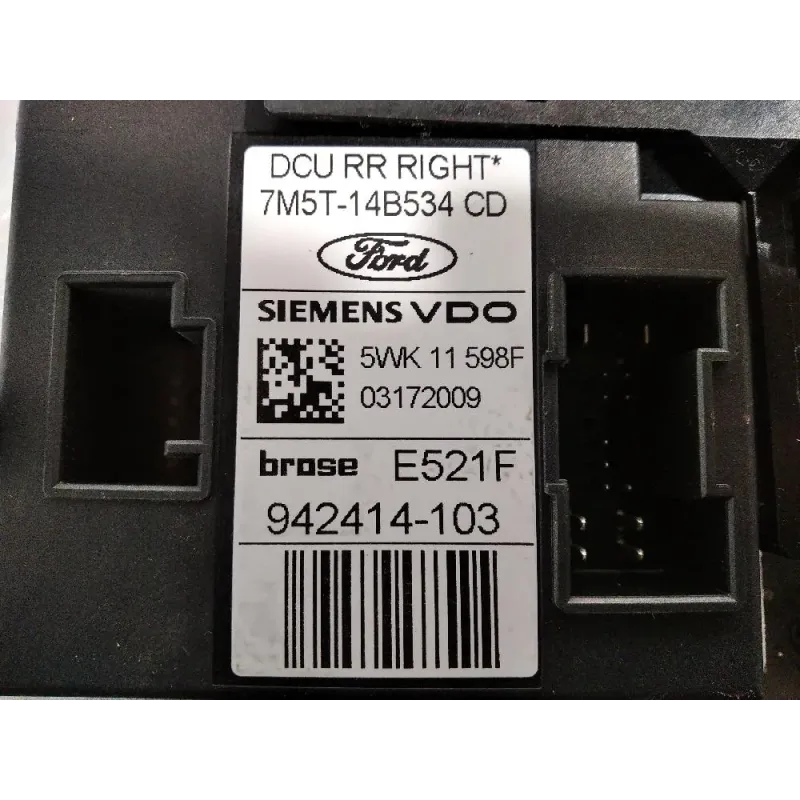 DCU RR RIGHT*
7M5T-14B534 CD
Ford
SIEMENS VDO
5WK 11 598F
03172009
brose E521F
942414-103